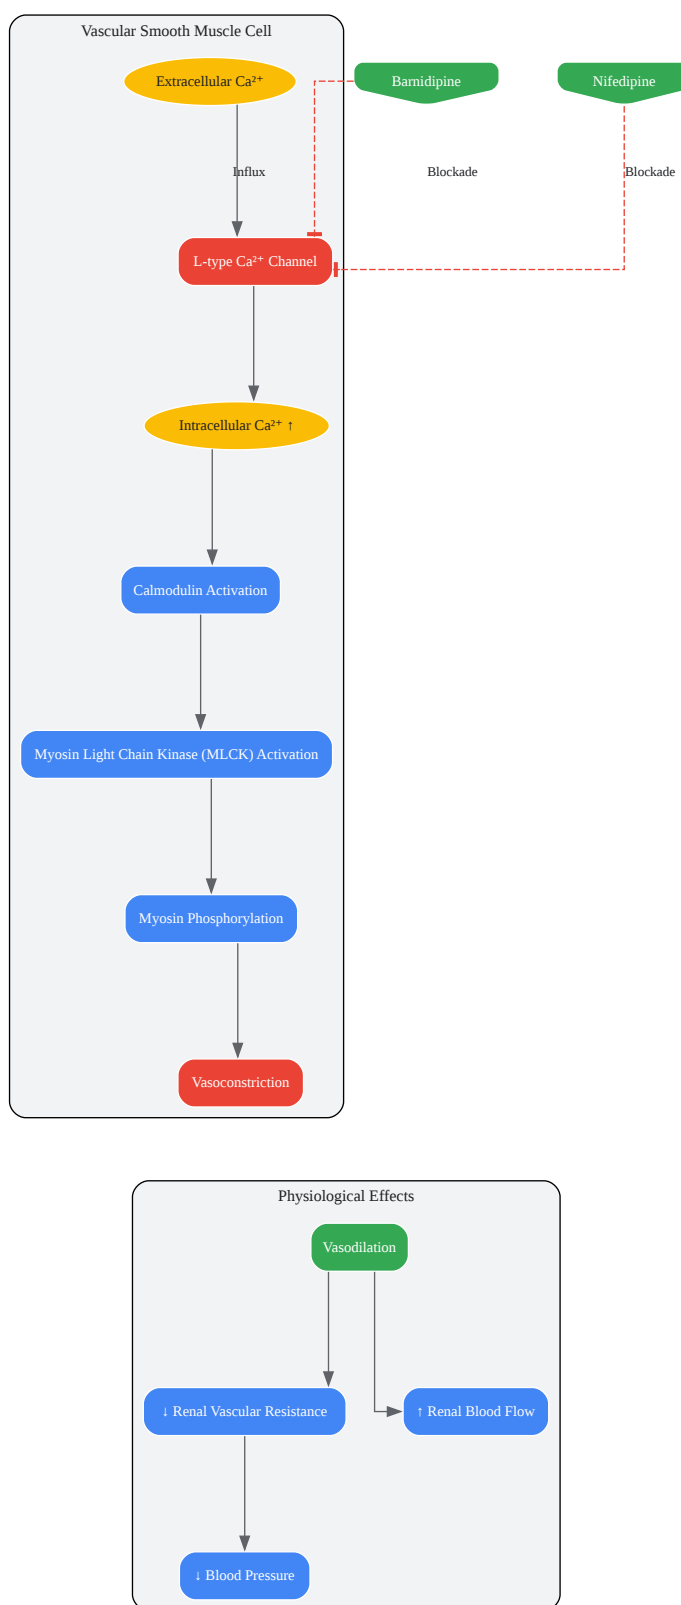 Vascular Smooth Muscle Cell
Extracellular Ca²⁺
Barnidipine
Nifedipine
Influx
Blockade
Blockade
L-type Ca²⁺ Channel
Intracellular Ca²⁺ ↑
Calmodulin Activation
Myosin Light Chain Kinase (MLCK) Activation
Myosin Phosphorylation
Vasoconstriction
Physiological Effects
Vasodilation
↓ Renal Vascular Resistance
↑ Renal Blood Flow
↓ Blood Pressure